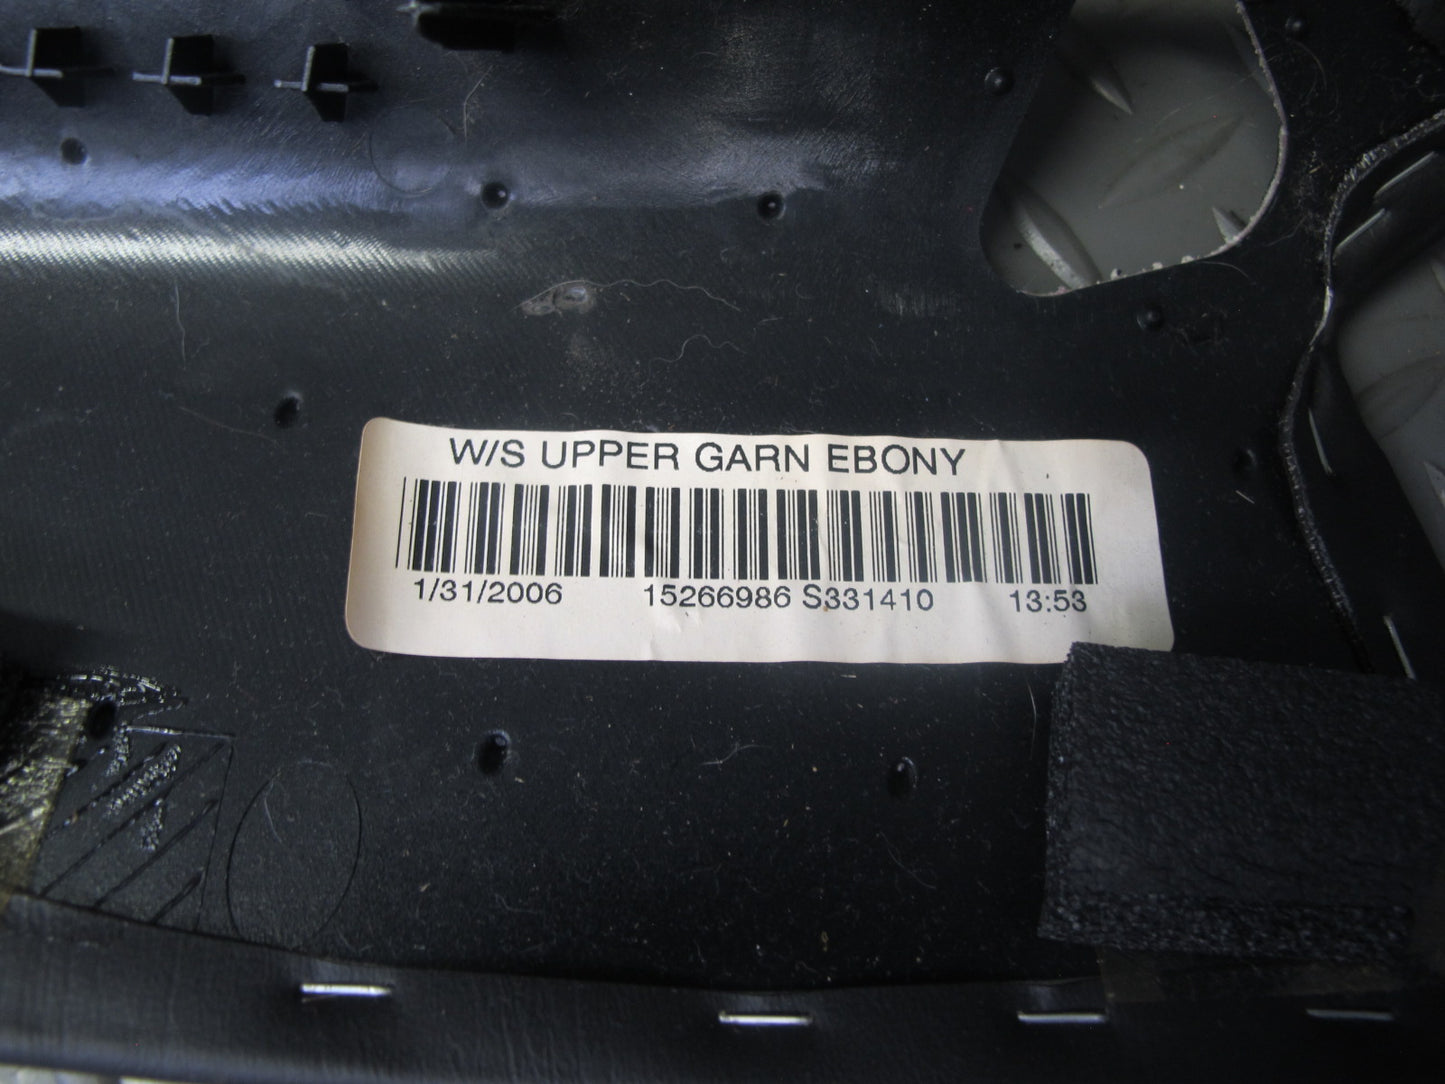 W/S UPPER GARN EBONY
1/31/2006 15266986 S331410 13:53